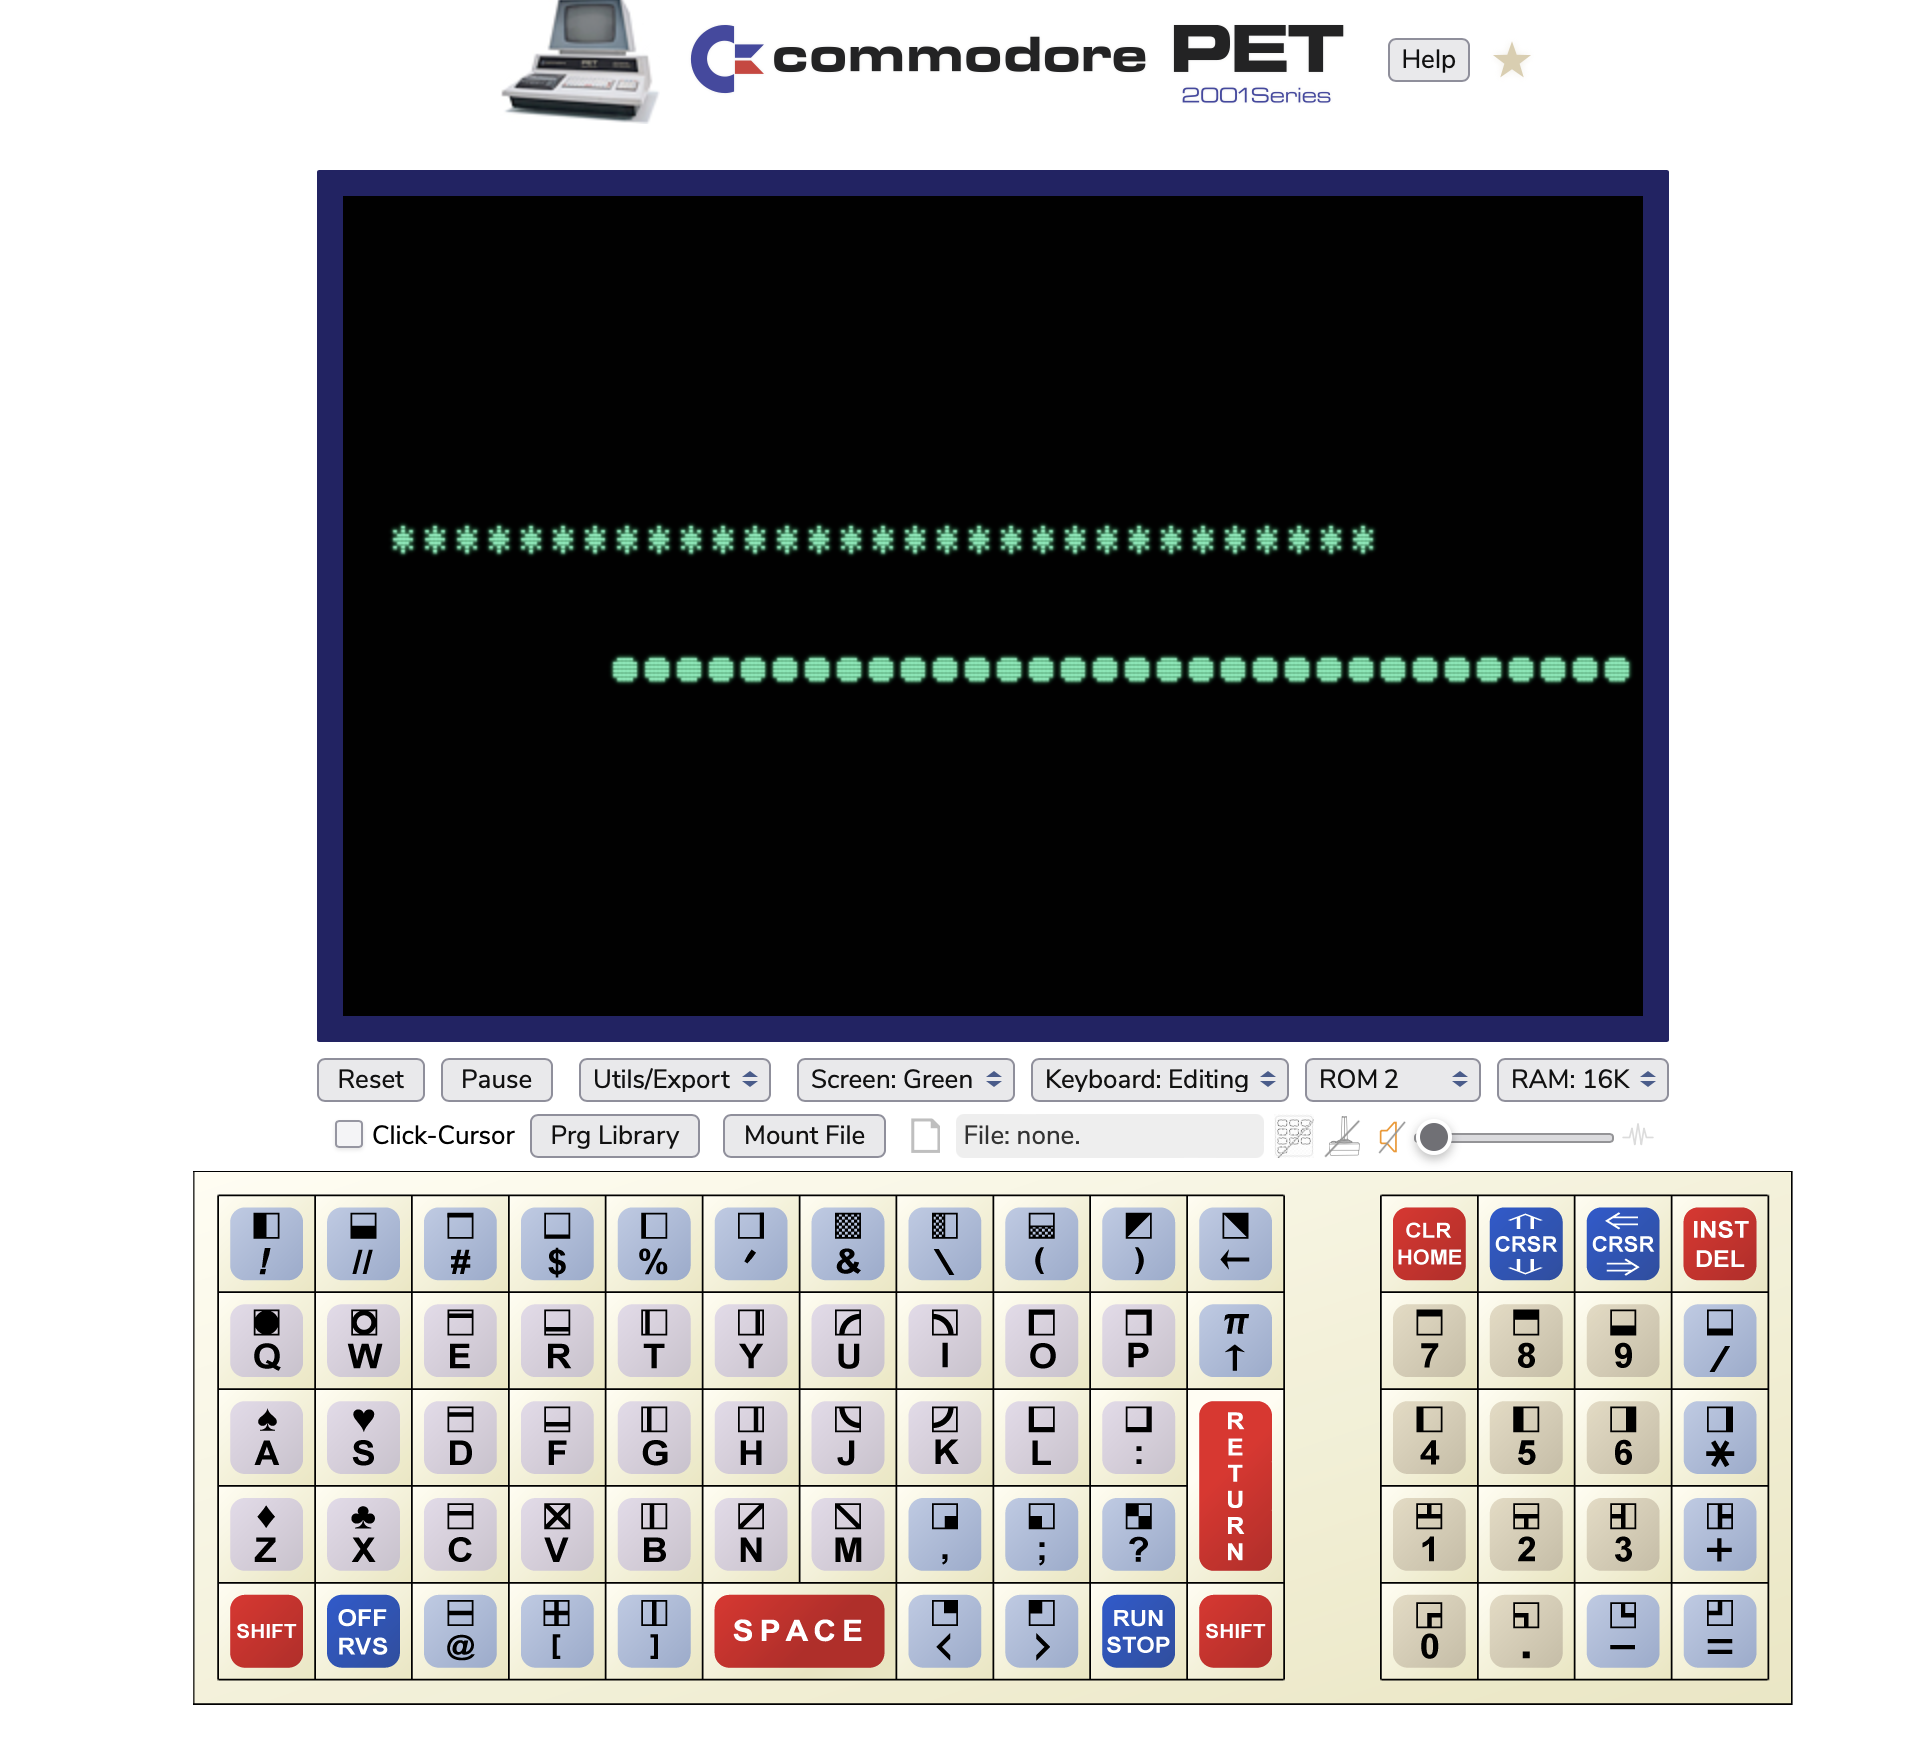 commodore PET Help
2001 Series
*******************************
●●●●●●●●●●●●●●●●●●●●●●●●●●●●●●●●
Reset Pause Utils/Export Screen: Green Keyboard: Editing ROM 2 RAM: 16K
Click-Cursor Prg Library Mount File File: none.
! // # $ % ′ & \ ( ) ← CLR HOME CRSR CRSR INST DEL
Q W E R T Y U I O P π ↑ 7 8 9 /
A S D F G H J K L : RETURN 4 5 6 *
Z X C V B N M , ; ? 1 2 3 +
SHIFT OFF RVS @ [ ] SPACE < > RUN STOP SHIFT 0 . – =